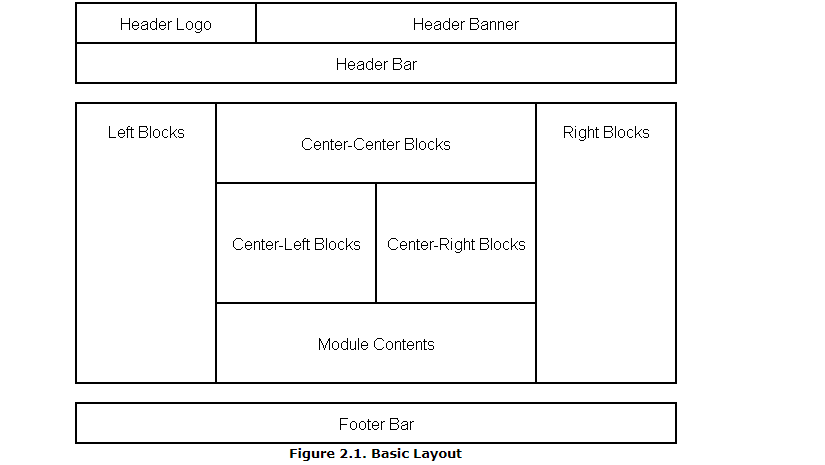 Header Logo
Header Banner
Header Bar
Left Blocks
Center-Center Blocks
Right Blocks
Center-Left Blocks
Center-Right Blocks
Module Contents
Footer Bar
Figure 2.1. Basic Layout